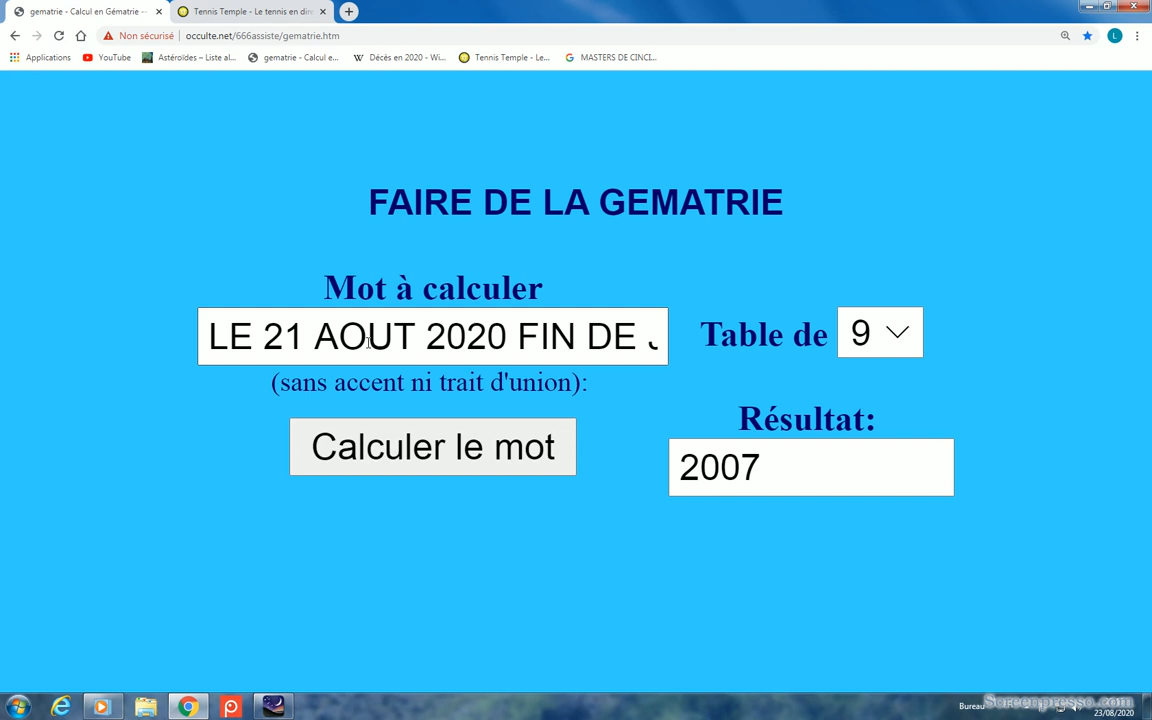 gematrie - Calcul en Gématrie -
Tennis Temple - Le tennis en dire
Non sécurisé
occulte.net/666assiste/gematrie.htm
Applications
YouTube
Astéroïdes – Liste al...
gematrie - Calcul e...
Décès en 2020 - Wi...
Tennis Temple - Le...
MASTERS DE CINCI...
FAIRE DE LA GEMATRIE
Mot à calculer
LE 21 AOUT 2020 FIN DE
Table de 9
(sans accent ni trait d'union):
Résultat:
Calculer le mot
2007
Screenpresso.com
Bureau
23/08/2020